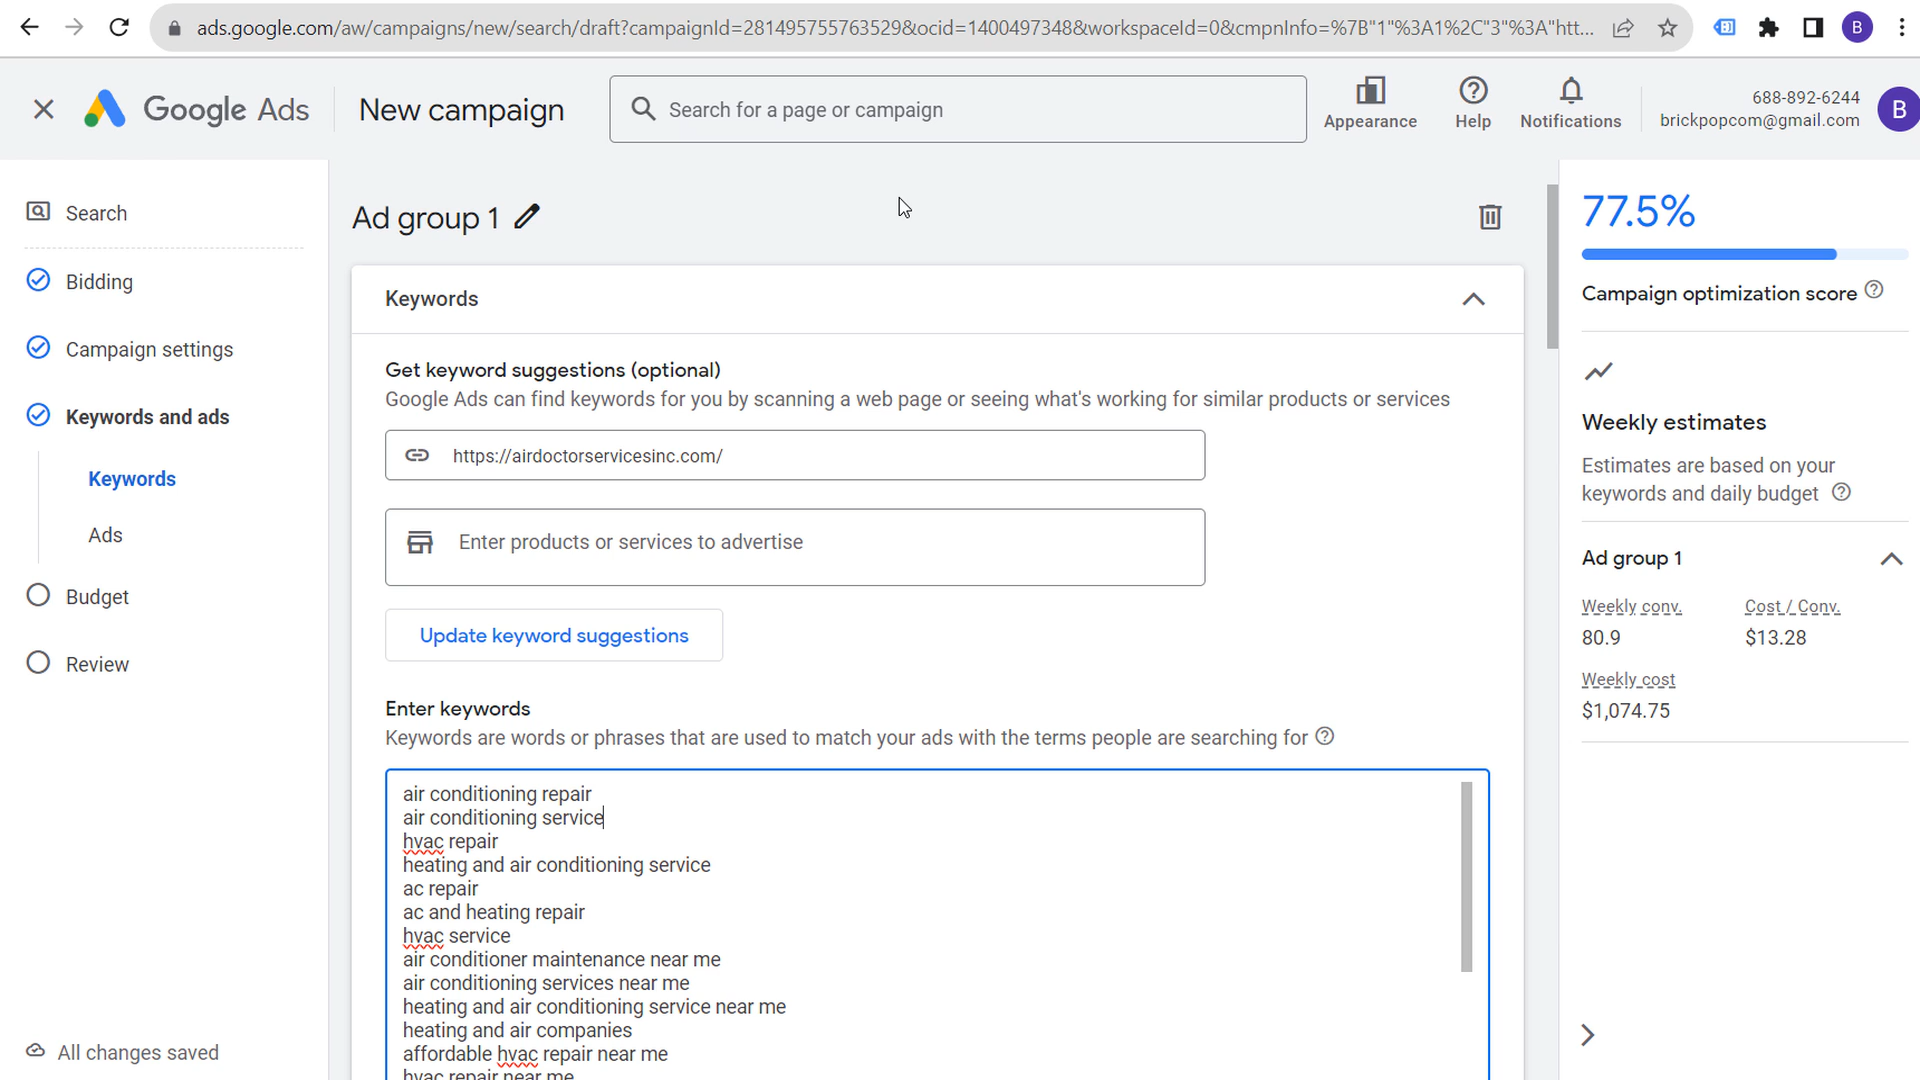 ads.google.com/aw/campaigns/new/search/draft?campaignId=281495755763529&ocid=1400497348&workspaceId=0&cmpnInfo=%7B"1"%3A1%2C"3"%3A"htt...
B
Google Ads
New campaign
Search for a page or campaign
Appearance
Help
Notifications
688-892-6244
brickpopcom@gmail.com
B
Search
Bidding
Campaign settings
Keywords and ads
Keywords
Ads
Budget
Review
All changes saved
Ad group 1
Keywords
Get keyword suggestions (optional)
Google Ads can find keywords for you by scanning a web page or seeing what's working for similar products or services
https://airdoctorservicesinc.com/
Enter products or services to advertise
Update keyword suggestions
Enter keywords
Keywords are words or phrases that are used to match your ads with the terms people are searching for
air conditioning repair
air conditioning service
hvac repair
heating and air conditioning service
ac repair
ac and heating repair
hvac service
air conditioner maintenance near me
air conditioning services near me
heating and air conditioning service near me
heating and air companies
affordable hvac repair near me
hvac repair near me
77.5%
Campaign optimization score
Weekly estimates
Estimates are based on your
keywords and daily budget
Ad group 1
Weekly conv.
Cost / Conv.
80.9
$13.28
Weekly cost
$1,074.75